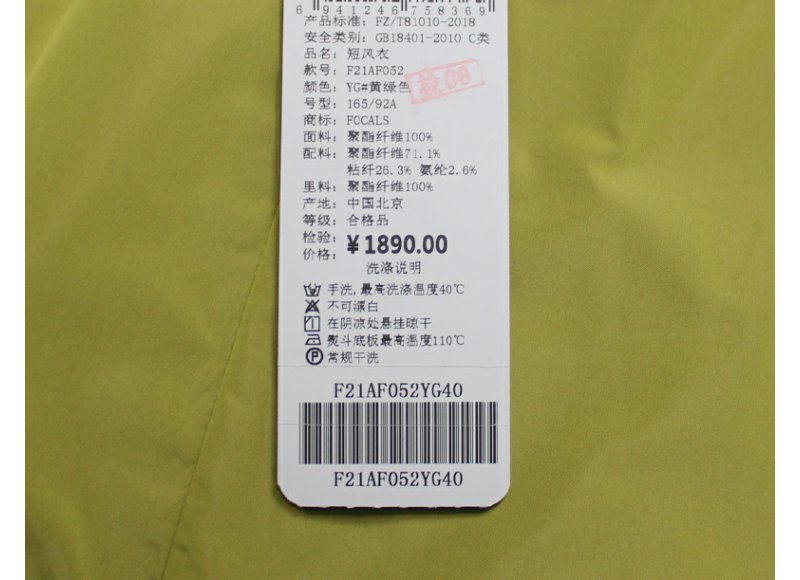 6 941246 758369
产品标准: FZ/T81010-2018
安全类别: GB18401-2010 C类
品名: 短风衣
款号: F21AF052
颜色: YG#黄绿色
号型: 165/92A
商标: FOCALS
面料: 聚酯纤维100%
配料: 聚酯纤维71.1%
粘纤26.3% 氨纶2.6%
里料: 聚酯纤维100%
产地: 中国北京
等级: 合格品
检验: 检06
价格: ¥1890.00
洗涤说明
手洗,最高洗涤温度40℃
不可漂白
在阴凉处悬挂晾干
熨斗底板最高温度110℃
P 常规干洗
F21AF052YG40
F21AF052YG40